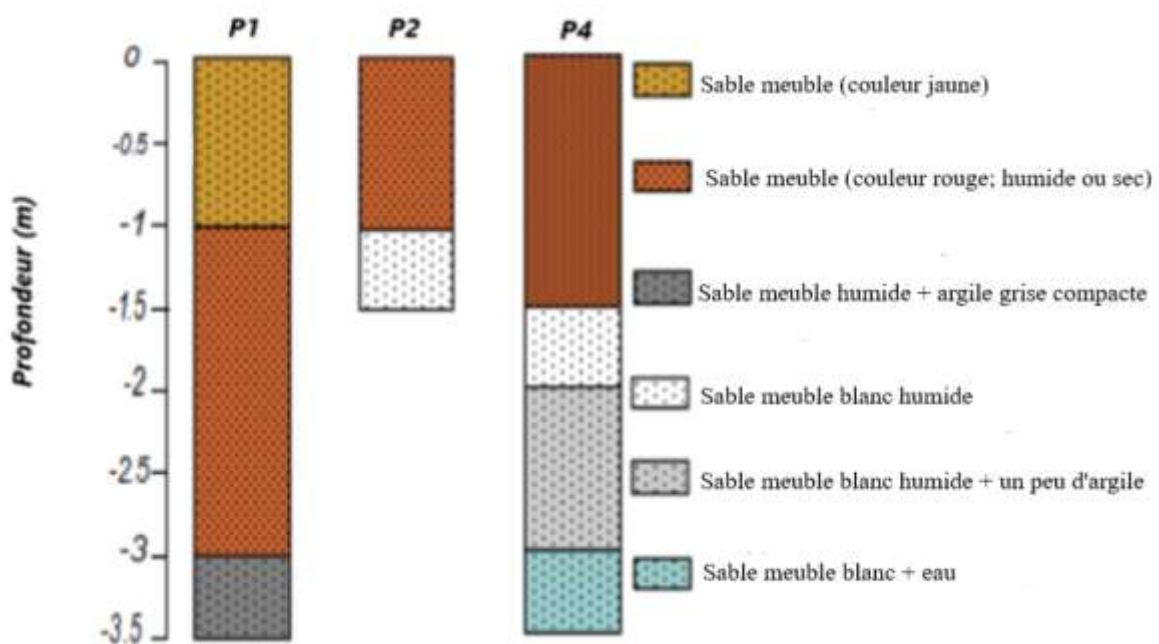 P1 P2 P4
0
-0.5
-1
-1.5
-2
-2.5
-3
-3.5
Profondeur (m)
Sable meuble (couleur jaune)
Sable meuble (couleur rouge; humide ou sec)
Sable meuble humide + argile grise compacte
Sable meuble blanc humide
Sable meuble blanc humide + un peu d'argile
Sable meuble blanc + eau